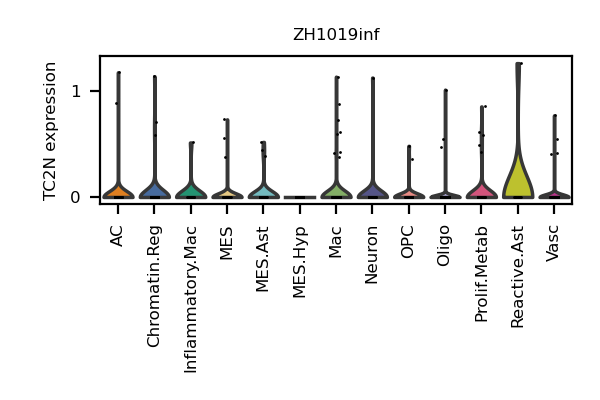 ZH1019inf
TC2N expression
1
0
AC
Chromatin.Reg
Inflammatory.Mac
MES
MES.Ast
MES.Hyp
Mac
Neuron
OPC
Oligo
Prolif.Metab
Reactive.Ast
Vasc